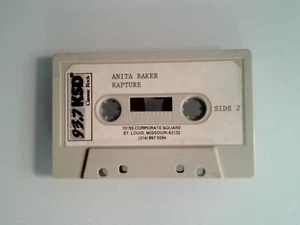 ANITA BAKER
RAPTURE
93.7 KSD
Classic Rock
SIDE 2
10155 CORPORATE SQUARE
ST. LOUIS, MISSOURI 63132
(314) 997-5594